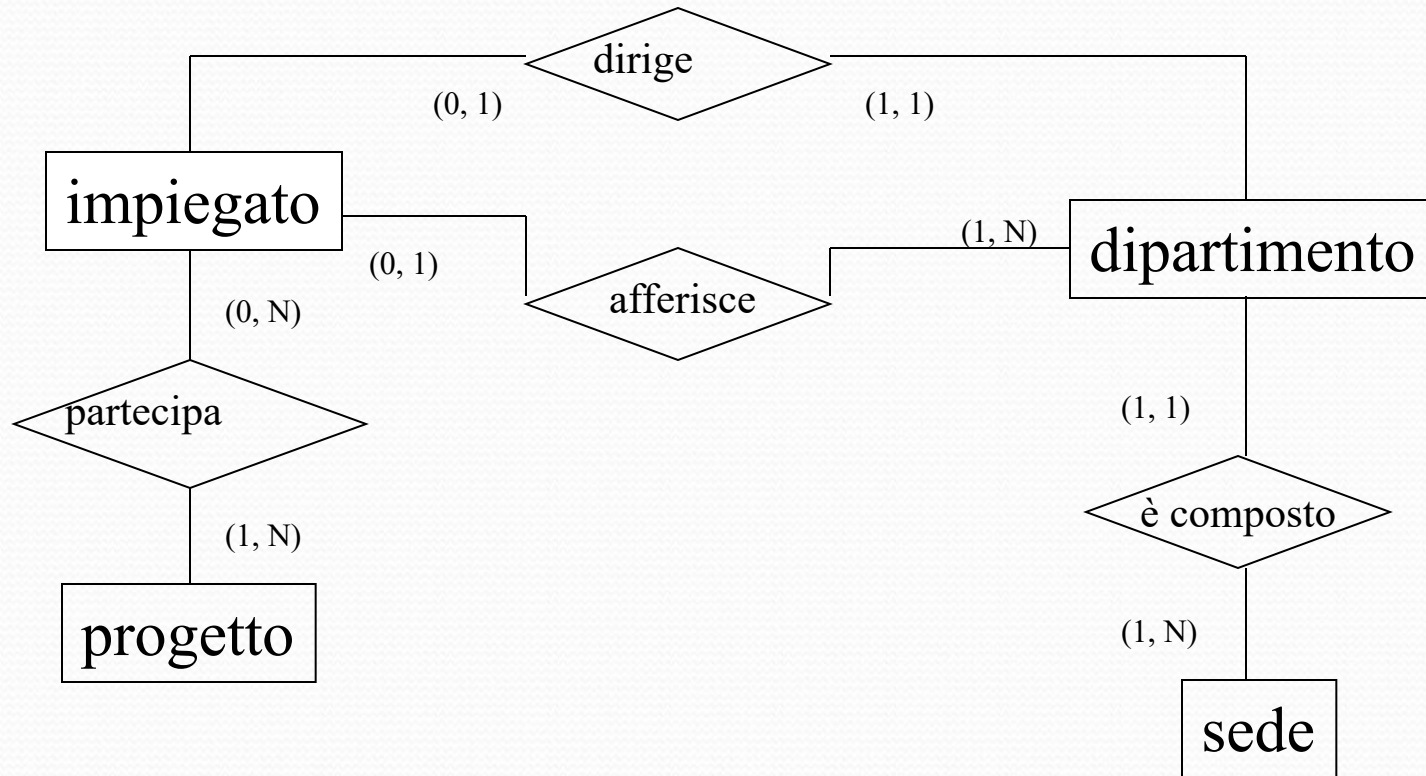 dirige
(0, 1)
(1, 1)
impiegato
dipartimento
(0, 1)
(1, N)
afferisce
(0, N)
partecipa
(1, 1)
è composto
(1, N)
progetto
(1, N)
sede